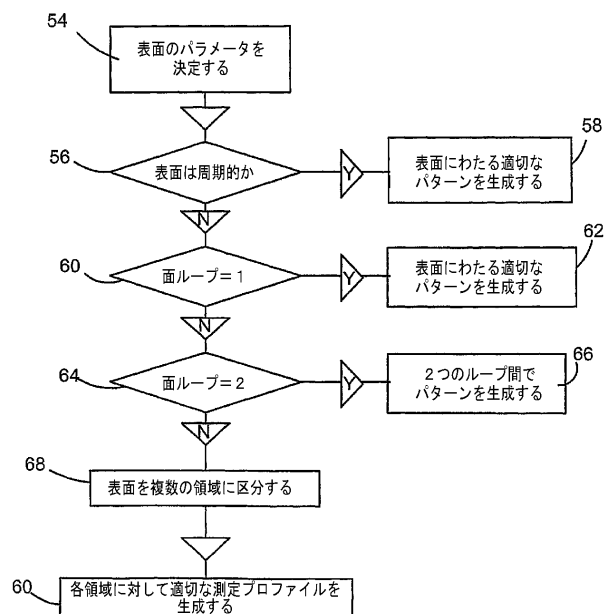 54
表面のパラメータを
決定する
56
表面は周期的か
Y
58
表面にわたる適切な
パターンを生成する
N
60
面ループ=1
Y
62
表面にわたる適切な
パターンを生成する
N
64
面ループ=2
Y
66
2つのループ間で
パターンを生成する
N
68
表面を複数の領域に区分する
60
各領域に対して適切な測定プロファイルを
生成する